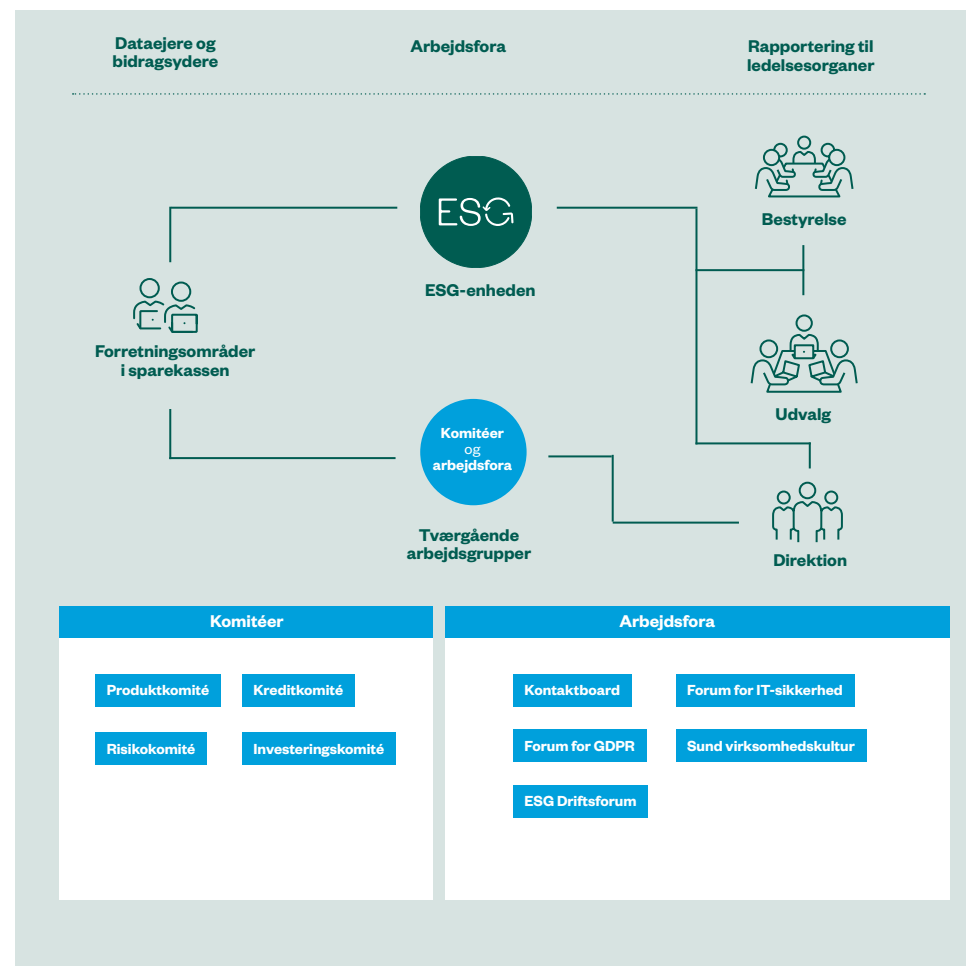 Dataejere og
bidragsydere
Arbejdsfora
Rapportering til
ledelsesorganer
ESG
ESG-enheden
Bestyrelse
Forretningsområder
i sparekassen
Udvalg
Komitéer
og
arbejdsfora
Tværgående
arbejdsgrupper
Direktion
Komitéer
Produktkomité
Kreditkomité
Risikokomité
Investeringskomité
Arbejdsfora
Kontaktboard
Forum for IT-sikkerhed
Forum for GDPR
Sund virksomhedskultur
ESG Driftsforum